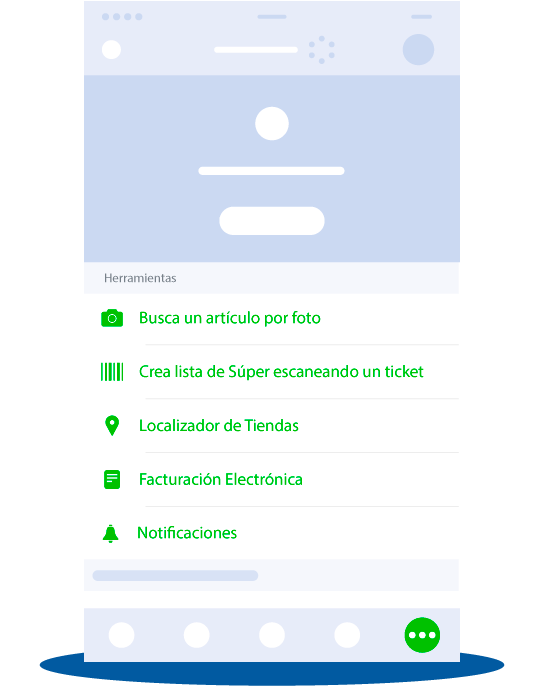 Herramientas
Busca un artículo por foto
Crea lista de Súper escaneando un ticket
Localizador de Tiendas
Facturación Electrónica
Notificaciones